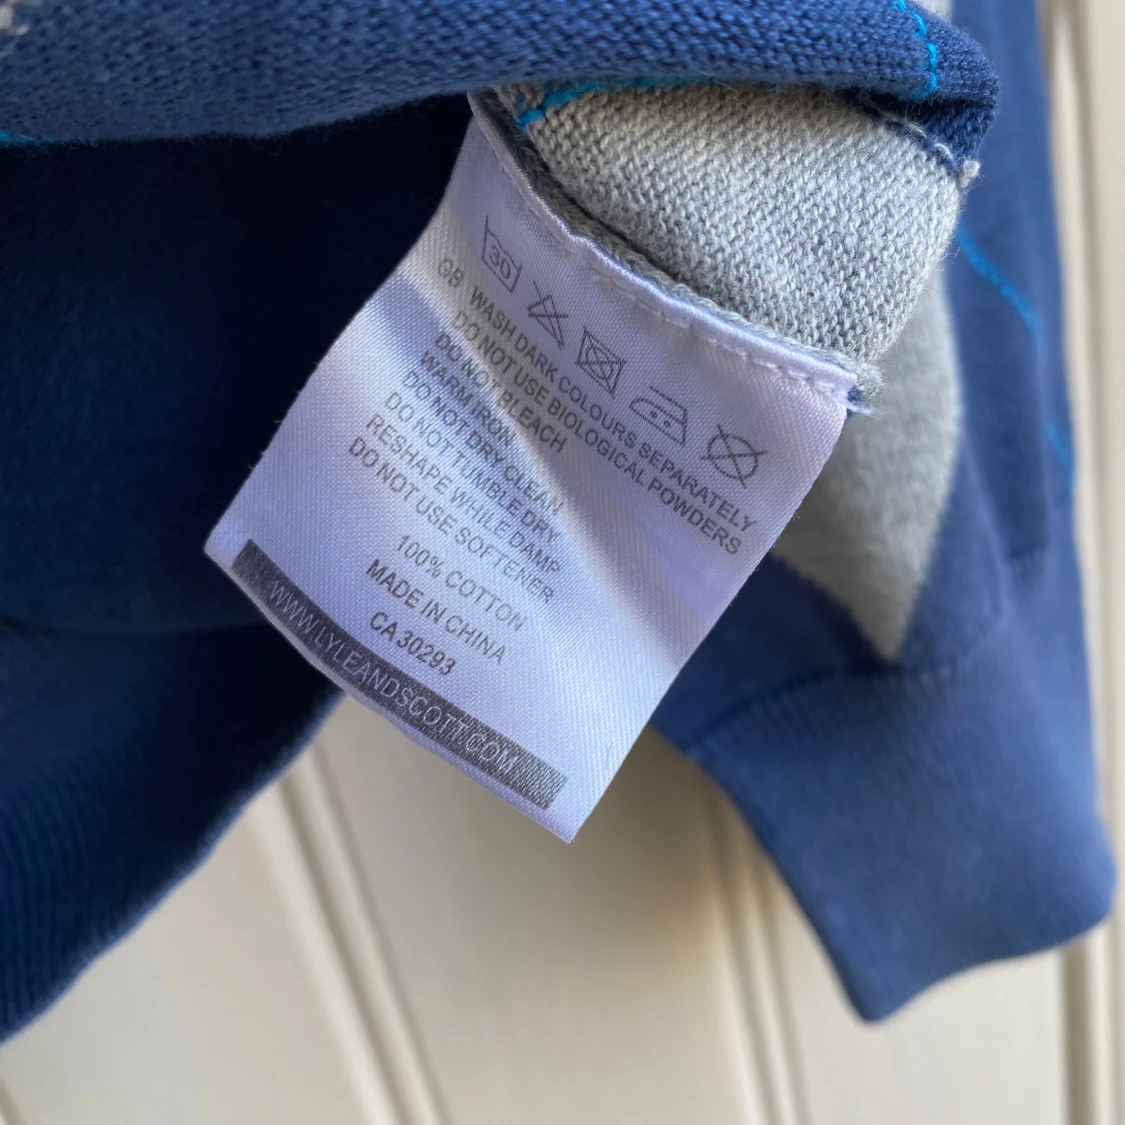 30
GB WASH DARK COLOURS SEPARATELY
DO NOT USE BIOLOGICAL POWDERS
DO NOT BLEACH
WARM IRON
DO NOT DRY CLEAN
DO NOT TUMBLE DRY
RESHAPE WHILE DAMP
DO NOT USE SOFTENER
100% COTTON
MADE IN CHINA
CA 30293
WWW.LYLEANDSCOTT.COM